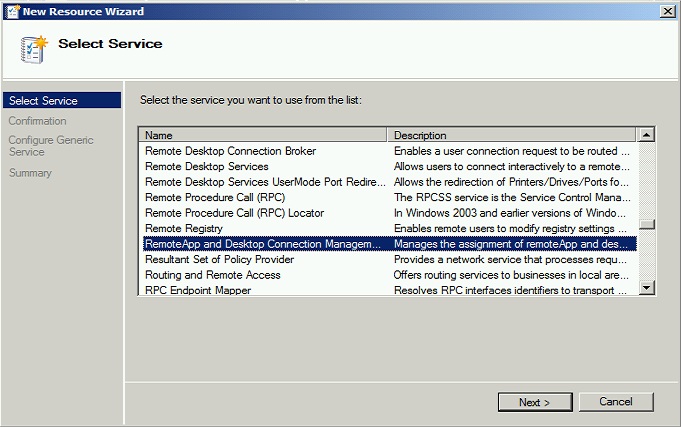 New Resource Wizard
Select Service
Select Service
Confirmation
Configure Generic
Service
Summary
Select the service you want to use from the list:
Name Description
Remote Desktop Connection Broker Enables a user connection request to be routed ...
Remote Desktop Services Allows users to connect interactively to a remote...
Remote Desktop Services UserMode Port Redire... Allows the redirection of Printers/Drives/Ports fo...
Remote Procedure Call (RPC) The RPCSS service is the Service Control Mana...
Remote Procedure Call (RPC) Locator In Windows 2003 and earlier versions of Windo...
Remote Registry Enables remote users to modify registry settings ...
RemoteApp and Desktop Connection Managem... Manages the assignment of remoteApp and des...
Resultant Set of Policy Provider Provides a network service that processes requ...
Routing and Remote Access Offers routing services to businesses in local are...
RPC Endpoint Mapper Resolves RPC interfaces identifiers to transport ...
Next > Cancel